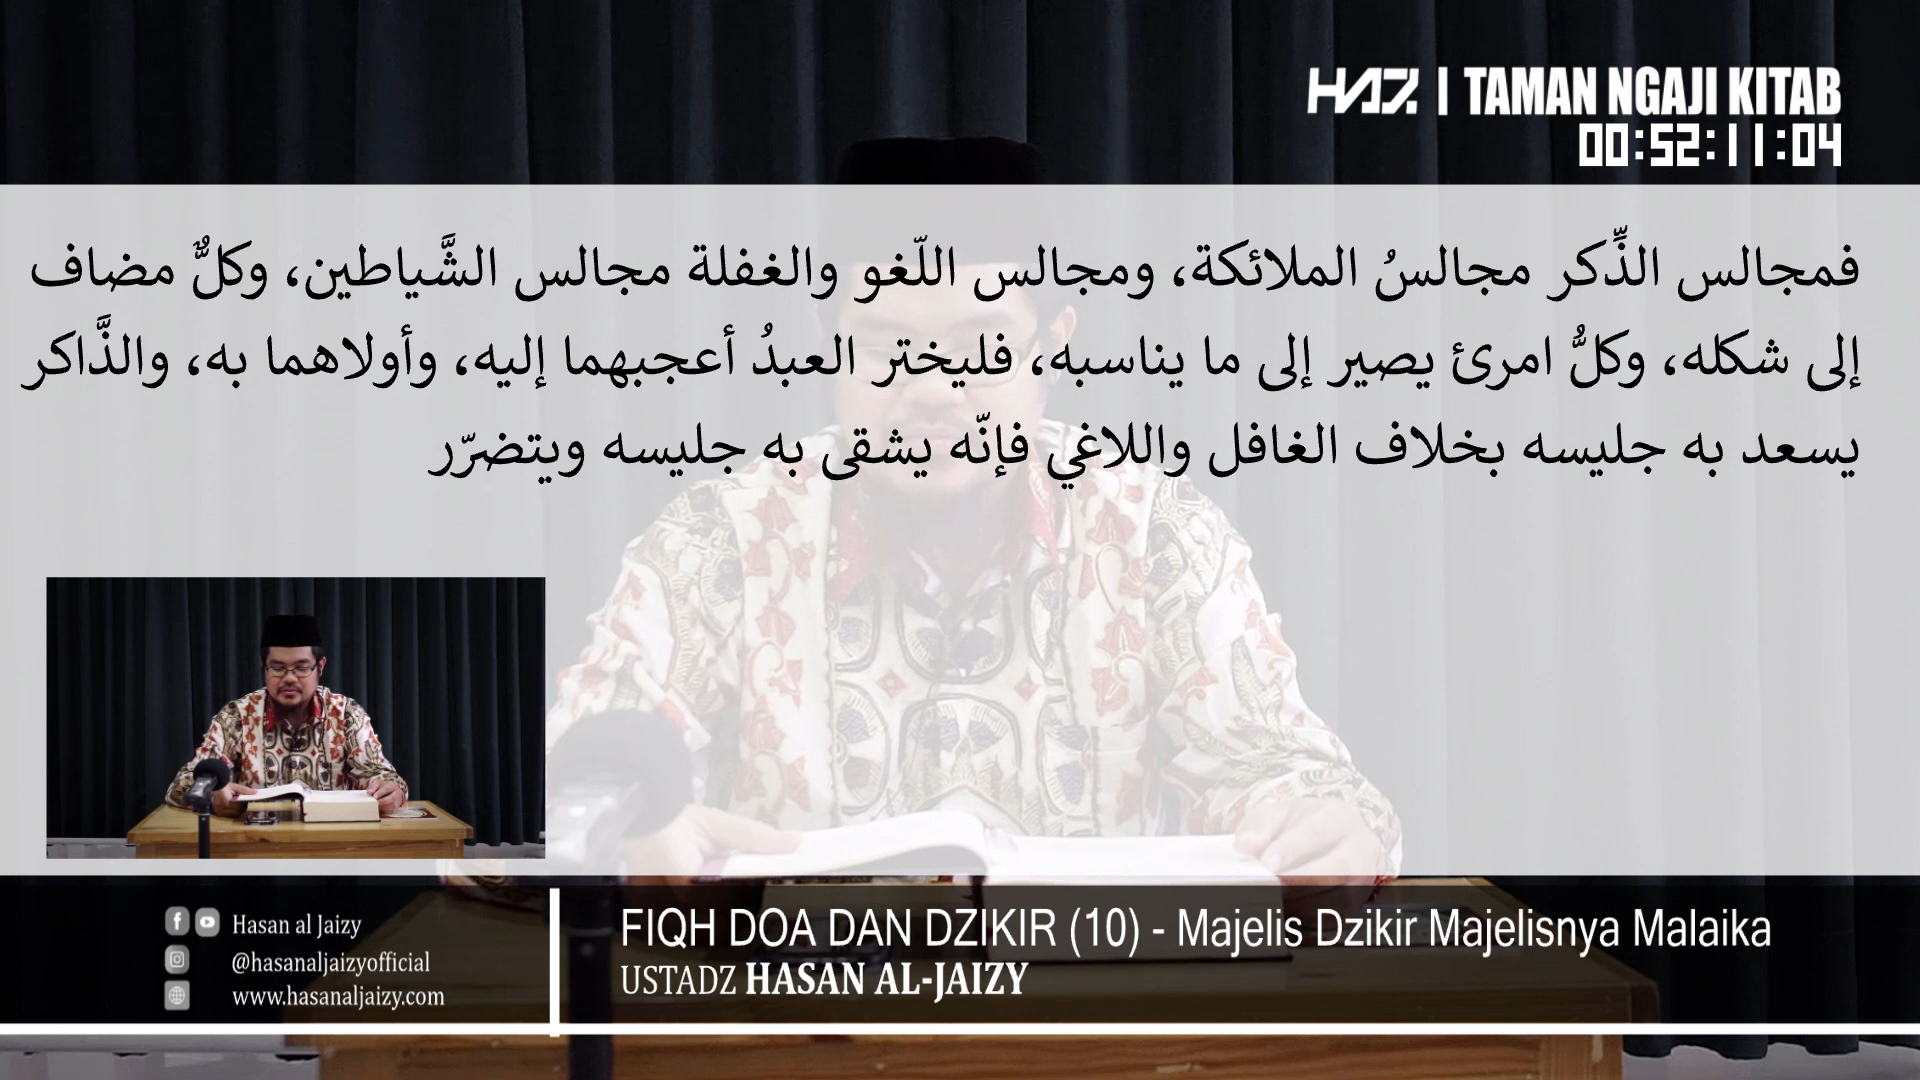 HAZ. | TAMAN NGAJI KITAB
00:52:11:04
فمجالس الذِّكر مجالسُ الملائكة، ومجالس اللّغو والغفلة مجالس الشَّياطين، وكلٌّ مضاف
إلى شكله، وكلُّ امرئ يصير إلى ما يناسبه، فليختر العبدُ أعجبهما إليه، وأولاهما به، والذَّاكر
يسعد به جليسه بخلاف الغافل واللاغي فإنّه يشقى به جليسه ويتضرّر
Hasan al Jaizy
@hasanaljaizyofficial
www.hasanaljaizy.com
FIQH DOA DAN DZIKIR (10) - Majelis Dzikir Majelisnya Malaika
USTADZ HASAN AL-JAIZY